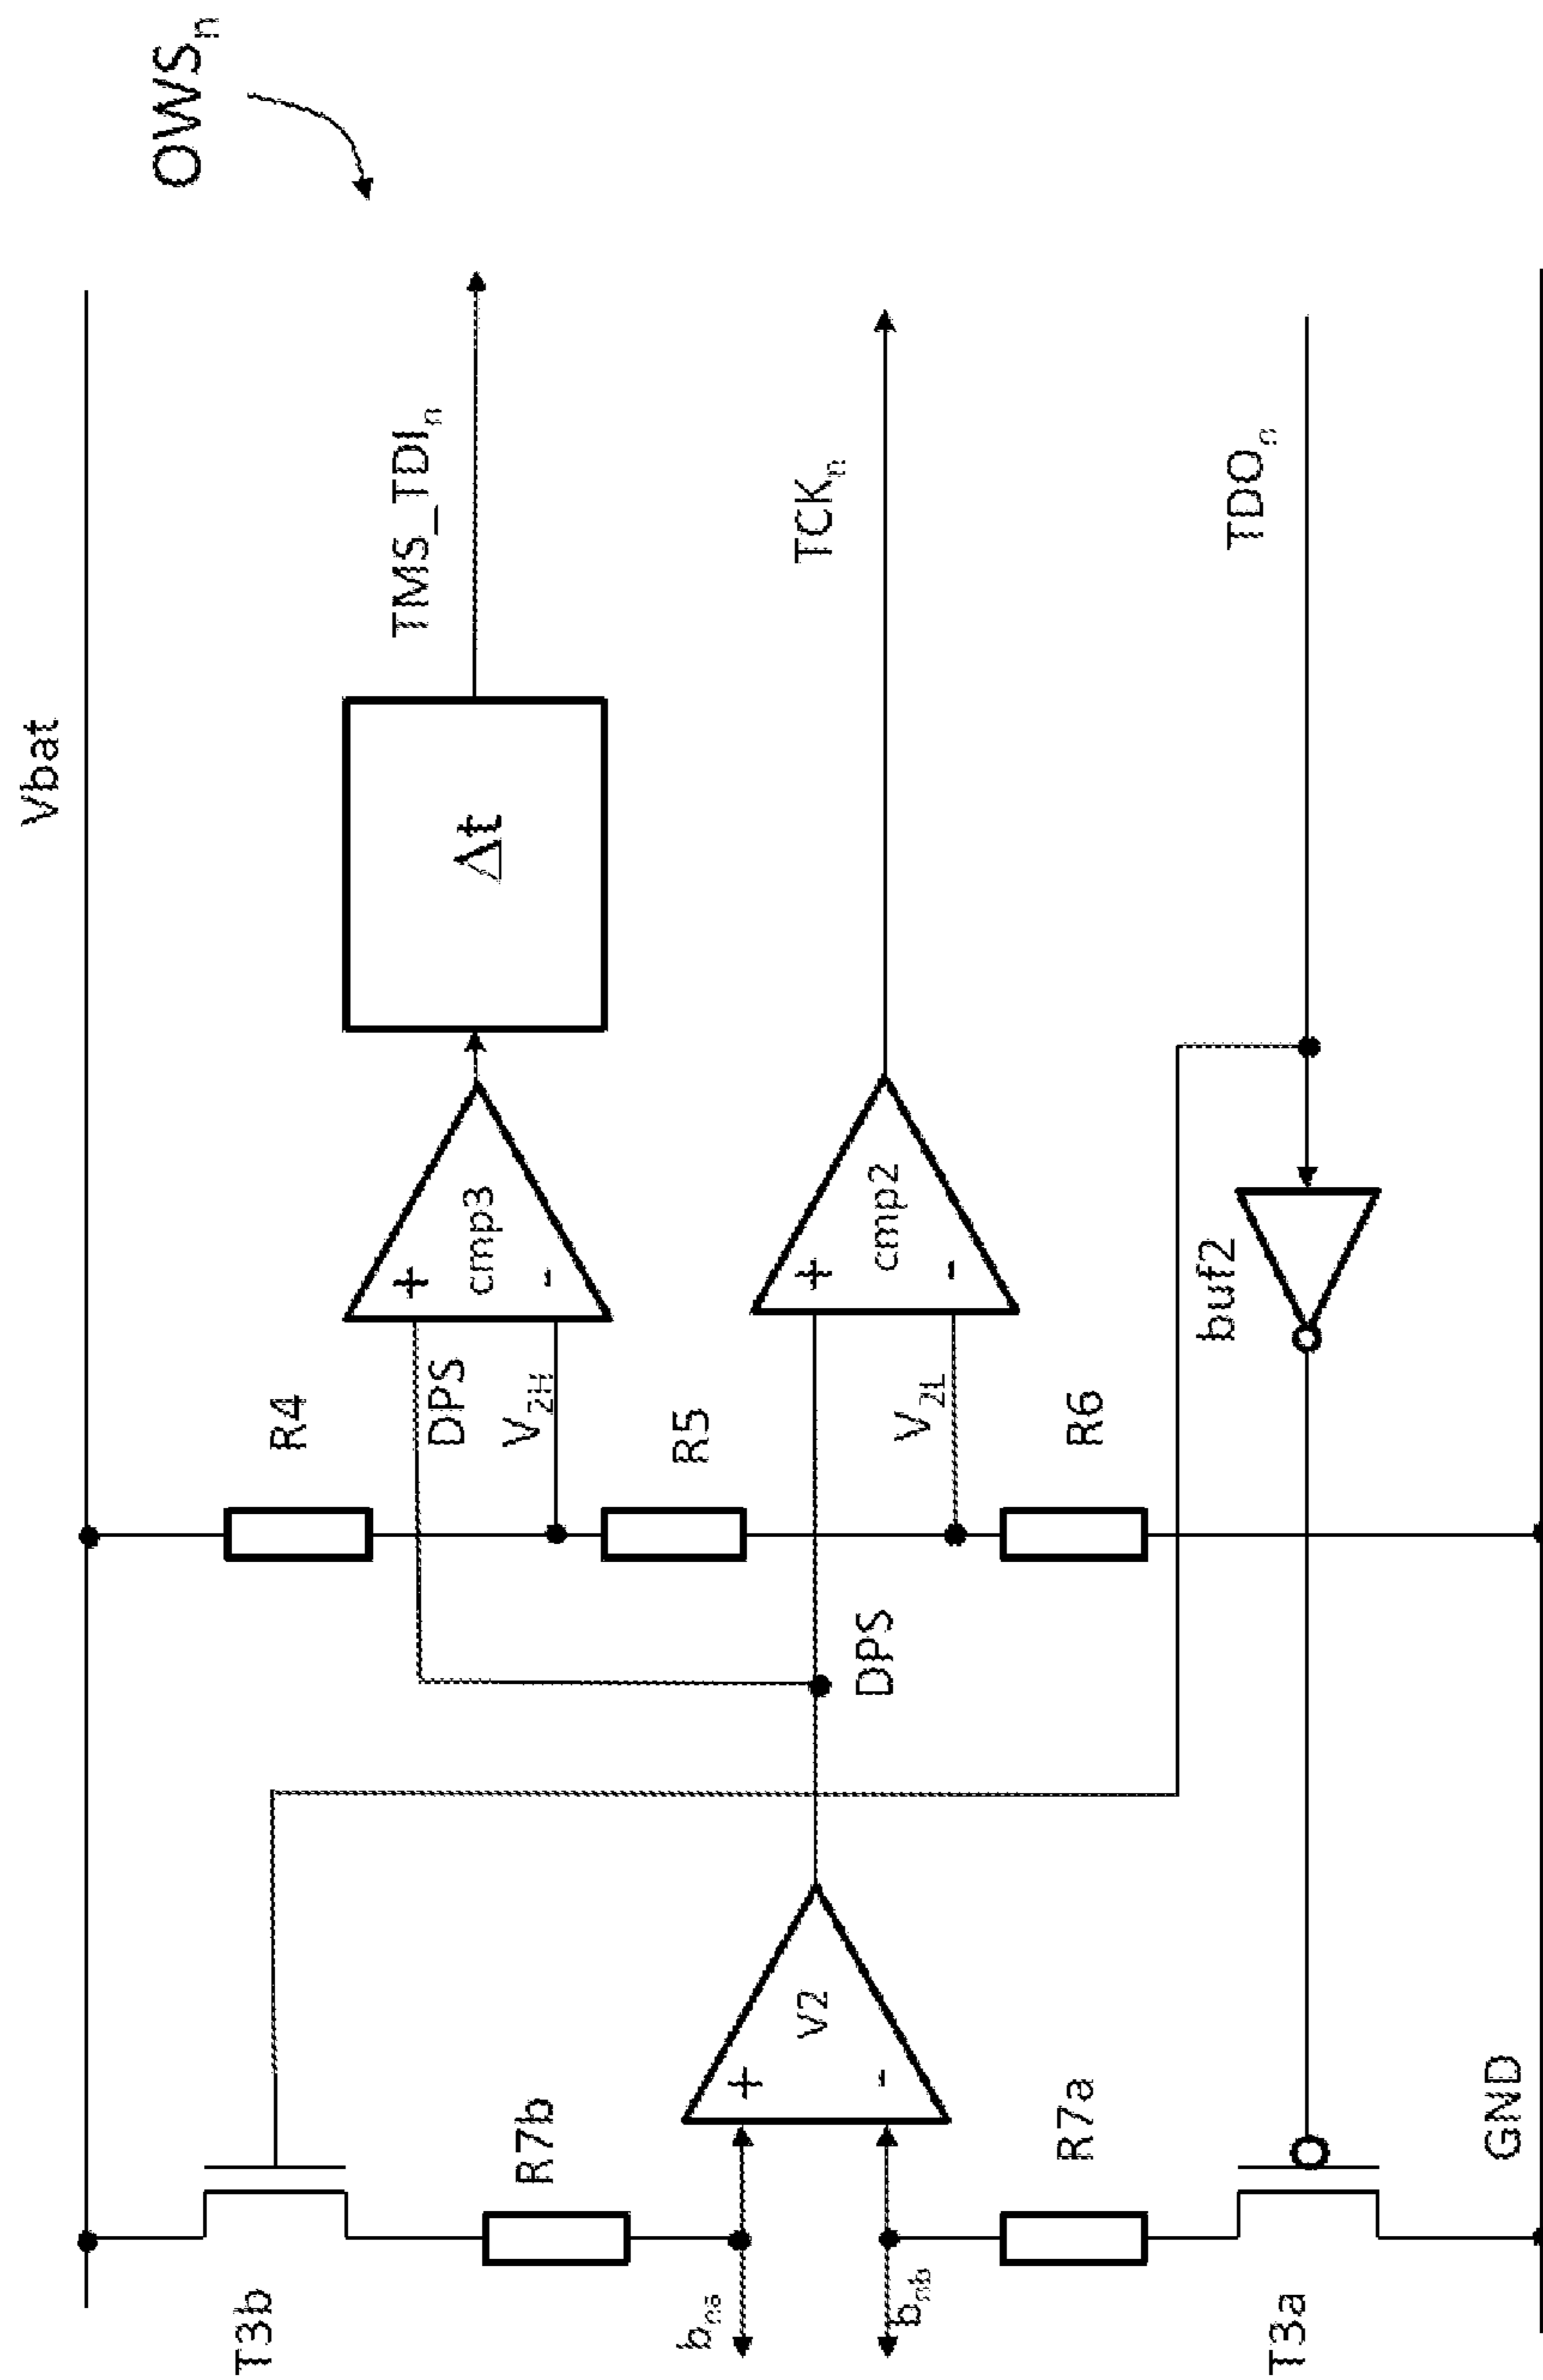 OWSn
Vbat
TMS_TDIn
Δt
TCKn
TDOn
cmp3
+
-
cmp2
+
-
buf2
R4
DPS
V2H
R5
V2L
R6
DPS
V2
+
-
R7b
R7a
GND
T3b
bna
bnb
T3a